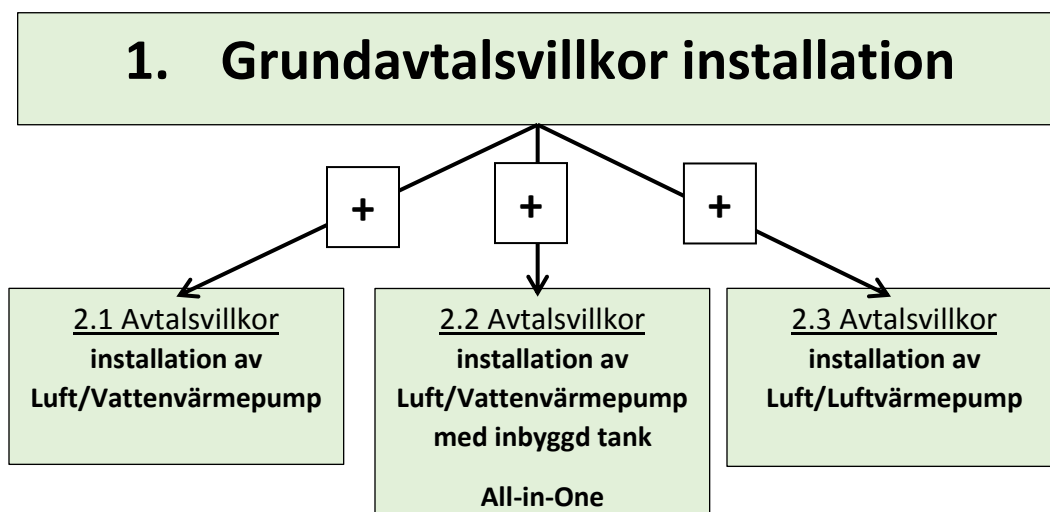 1. Grundavtalsvillkor installation
+
+
+
2.1 Avtalsvillkor
installation av
Luft/Vattenvärmepump
2.2 Avtalsvillkor
installation av
Luft/Vattenvärmepump
med inbyggd tank
All-in-One
2.3 Avtalsvillkor
installation av
Luft/Luftvärmepump